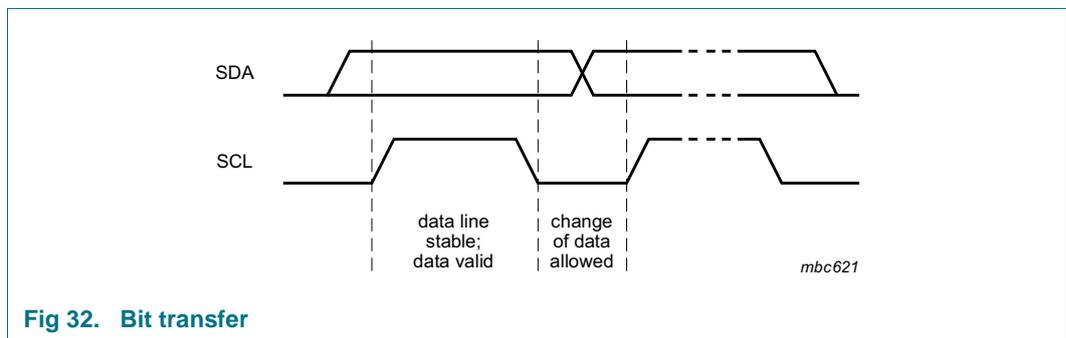 SDA
SCL
data line
stable;
data valid
change
of data
allowed
mbc621
Fig 32. Bit transfer